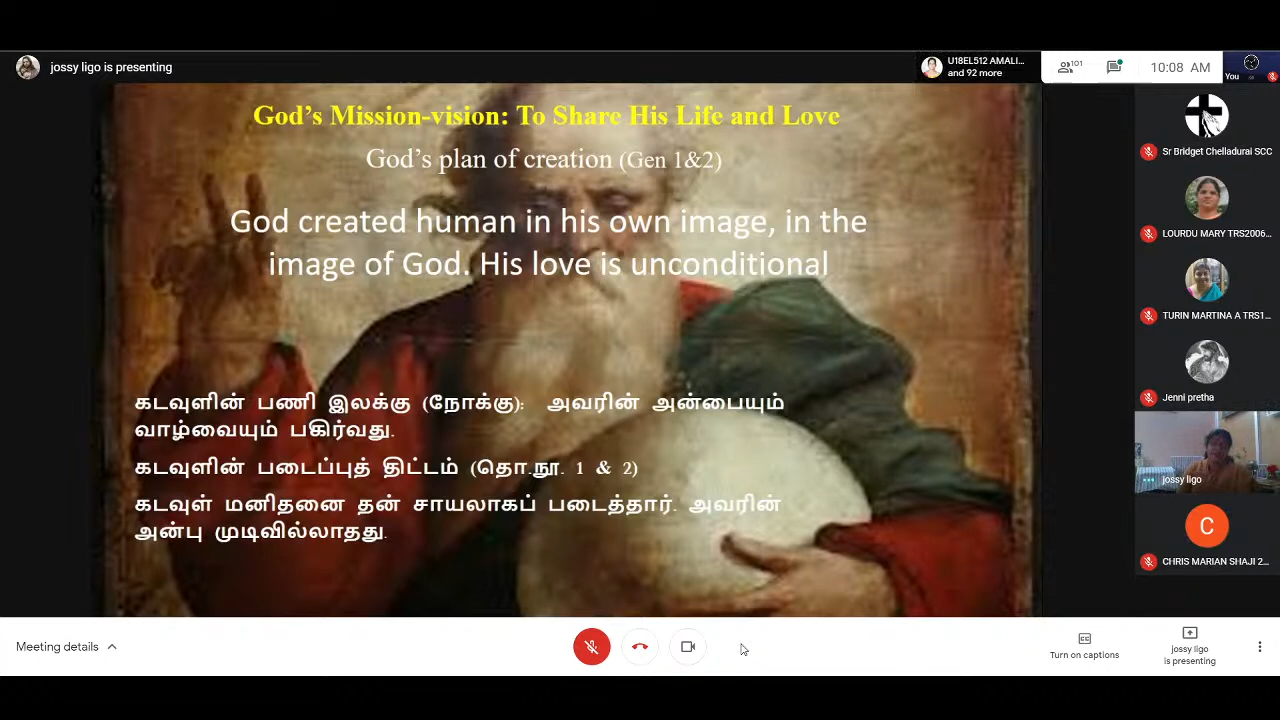 jossy ligo is presenting
U18EL512 AMALI...
and 92 more
101
10:08 AM
You
God's Mission-vision: To Share His Life and Love
God's plan of creation (Gen 1&2)
God created human in his own image, in the
image of God. His love is unconditional
கடவுளின் பணி இலக்கு (நோக்கு): அவரின் அன்பையும்
வாழ்வையும் பகிர்வது.
கடவுளின் படைப்புத் திட்டம் (தொ.நூ. 1 & 2)
கடவுள் மனிதனை தன் சாயலாகப் படைத்தார். அவரின்
அன்பு முடிவில்லாதது.
Sr Bridget Chelladurai SCC
LOURDU MARY TRS2006...
TURIN MARTINA A TRS1...
Jenni pretha
jossy ligo
C
CHRIS MARIAN SHAJI 2...
Meeting details
CC
Turn on captions
jossy ligo
is presenting